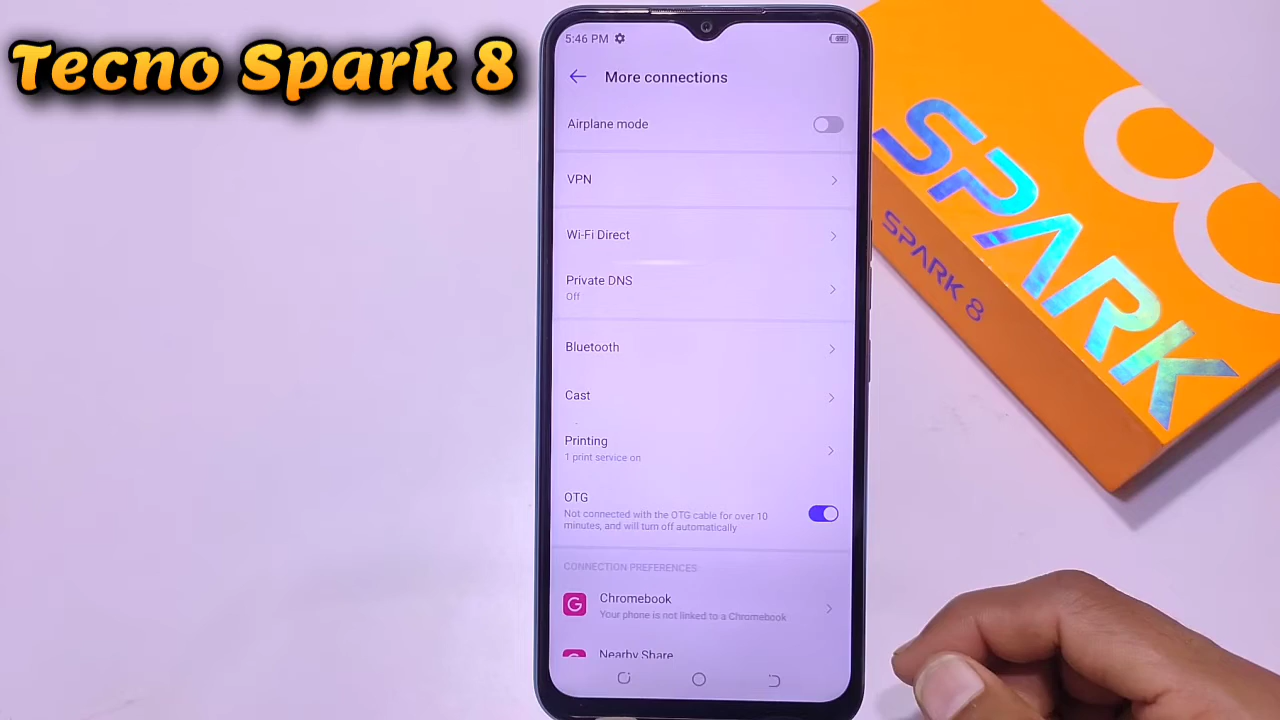 Tecno Spark 8
5:46 PM
More connections
Airplane mode
VPN
Wi-Fi Direct
Private DNS
Off
Bluetooth
Cast
Printing
1 print service on
OTG
Not connected with the OTG cable for over 10
minutes, and will turn off automatically
CONNECTION PREFERENCES
Chromebook
Your phone is not linked to a Chromebook
Nearby Share
8
SPARK
SPARK 8